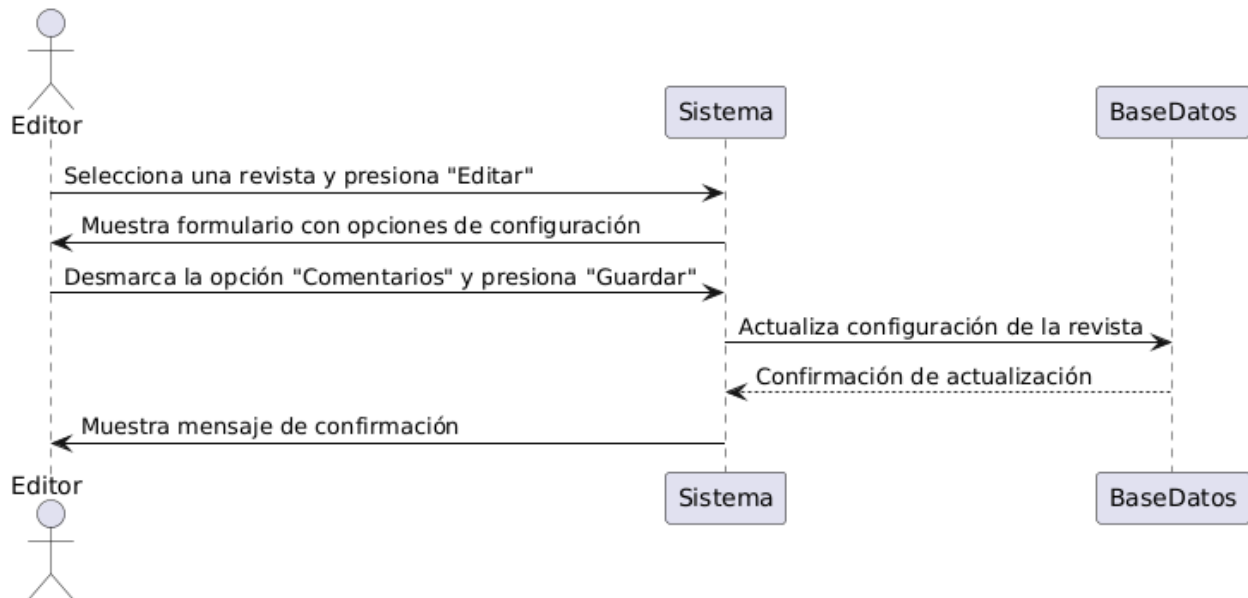 Editor
Sistema
BaseDatos
Selecciona una revista y presiona "Editar"
Muestra formulario con opciones de configuración
Desmarca la opción "Comentarios" y presiona "Guardar"
Actualiza configuración de la revista
Confirmación de actualización
Muestra mensaje de confirmación
Editor
Sistema
BaseDatos